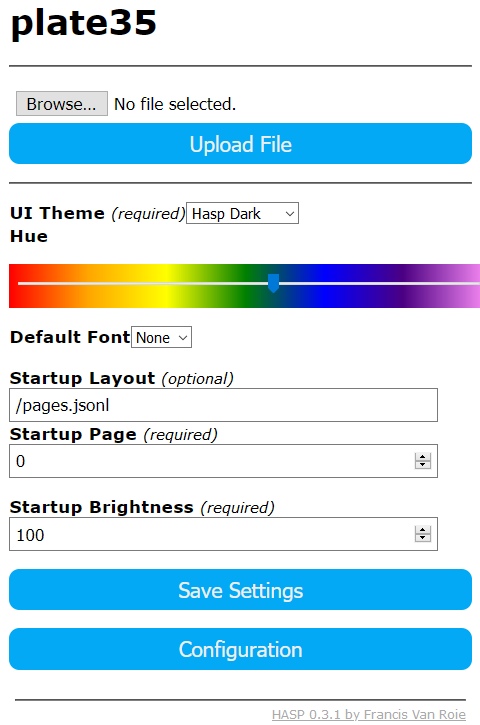 plate35
Browse... No file selected.
Upload File
UI Theme (required) Hasp Dark
Hue
Default Font None
Startup Layout (optional)
/pages.jsonl
Startup Page (required)
0
Startup Brightness (required)
100
Save Settings
Configuration
HASP 0.3.1 by Francis Van Roie